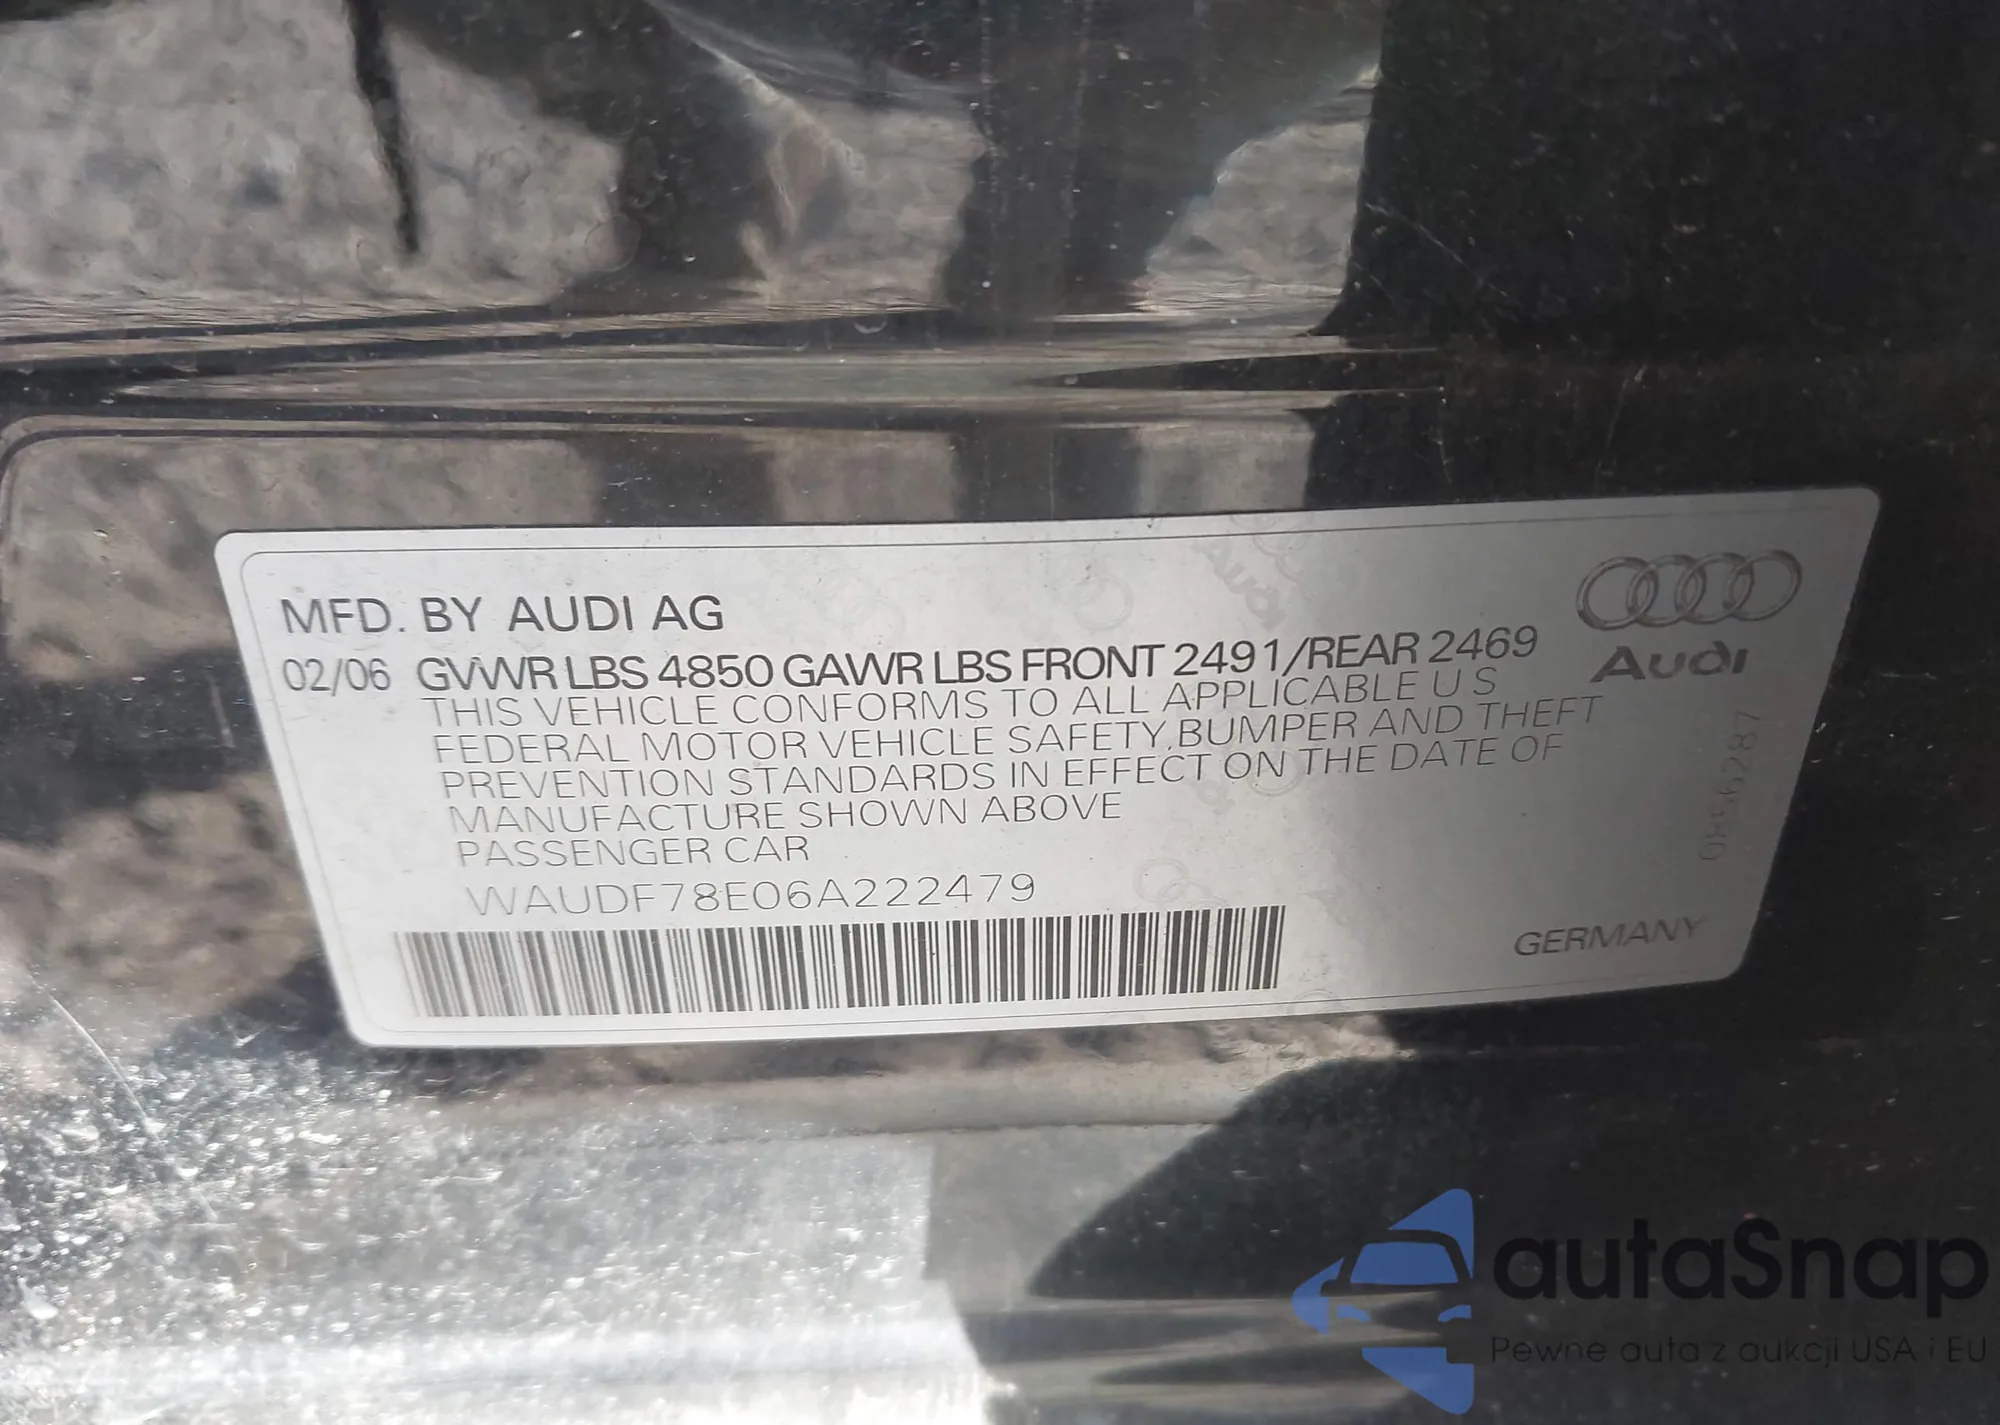 MFD. BY AUDI AG
02/06 GVWR LBS 4850 GAWR LBS FRONT 2491/REAR 2469
THIS VEHICLE CONFORMS TO ALL APPLICABLE U S
FEDERAL MOTOR VEHICLE SAFETY, BUMPER AND THEFT
PREVENTION STANDARDS IN EFFECT ON THE DATE OF
MANUFACTURE SHOWN ABOVE
PASSENGER CAR
WAUDF78E06A222479
Audi
GERMANY
autaSnap
Pewne auta z aukcji USA i EU